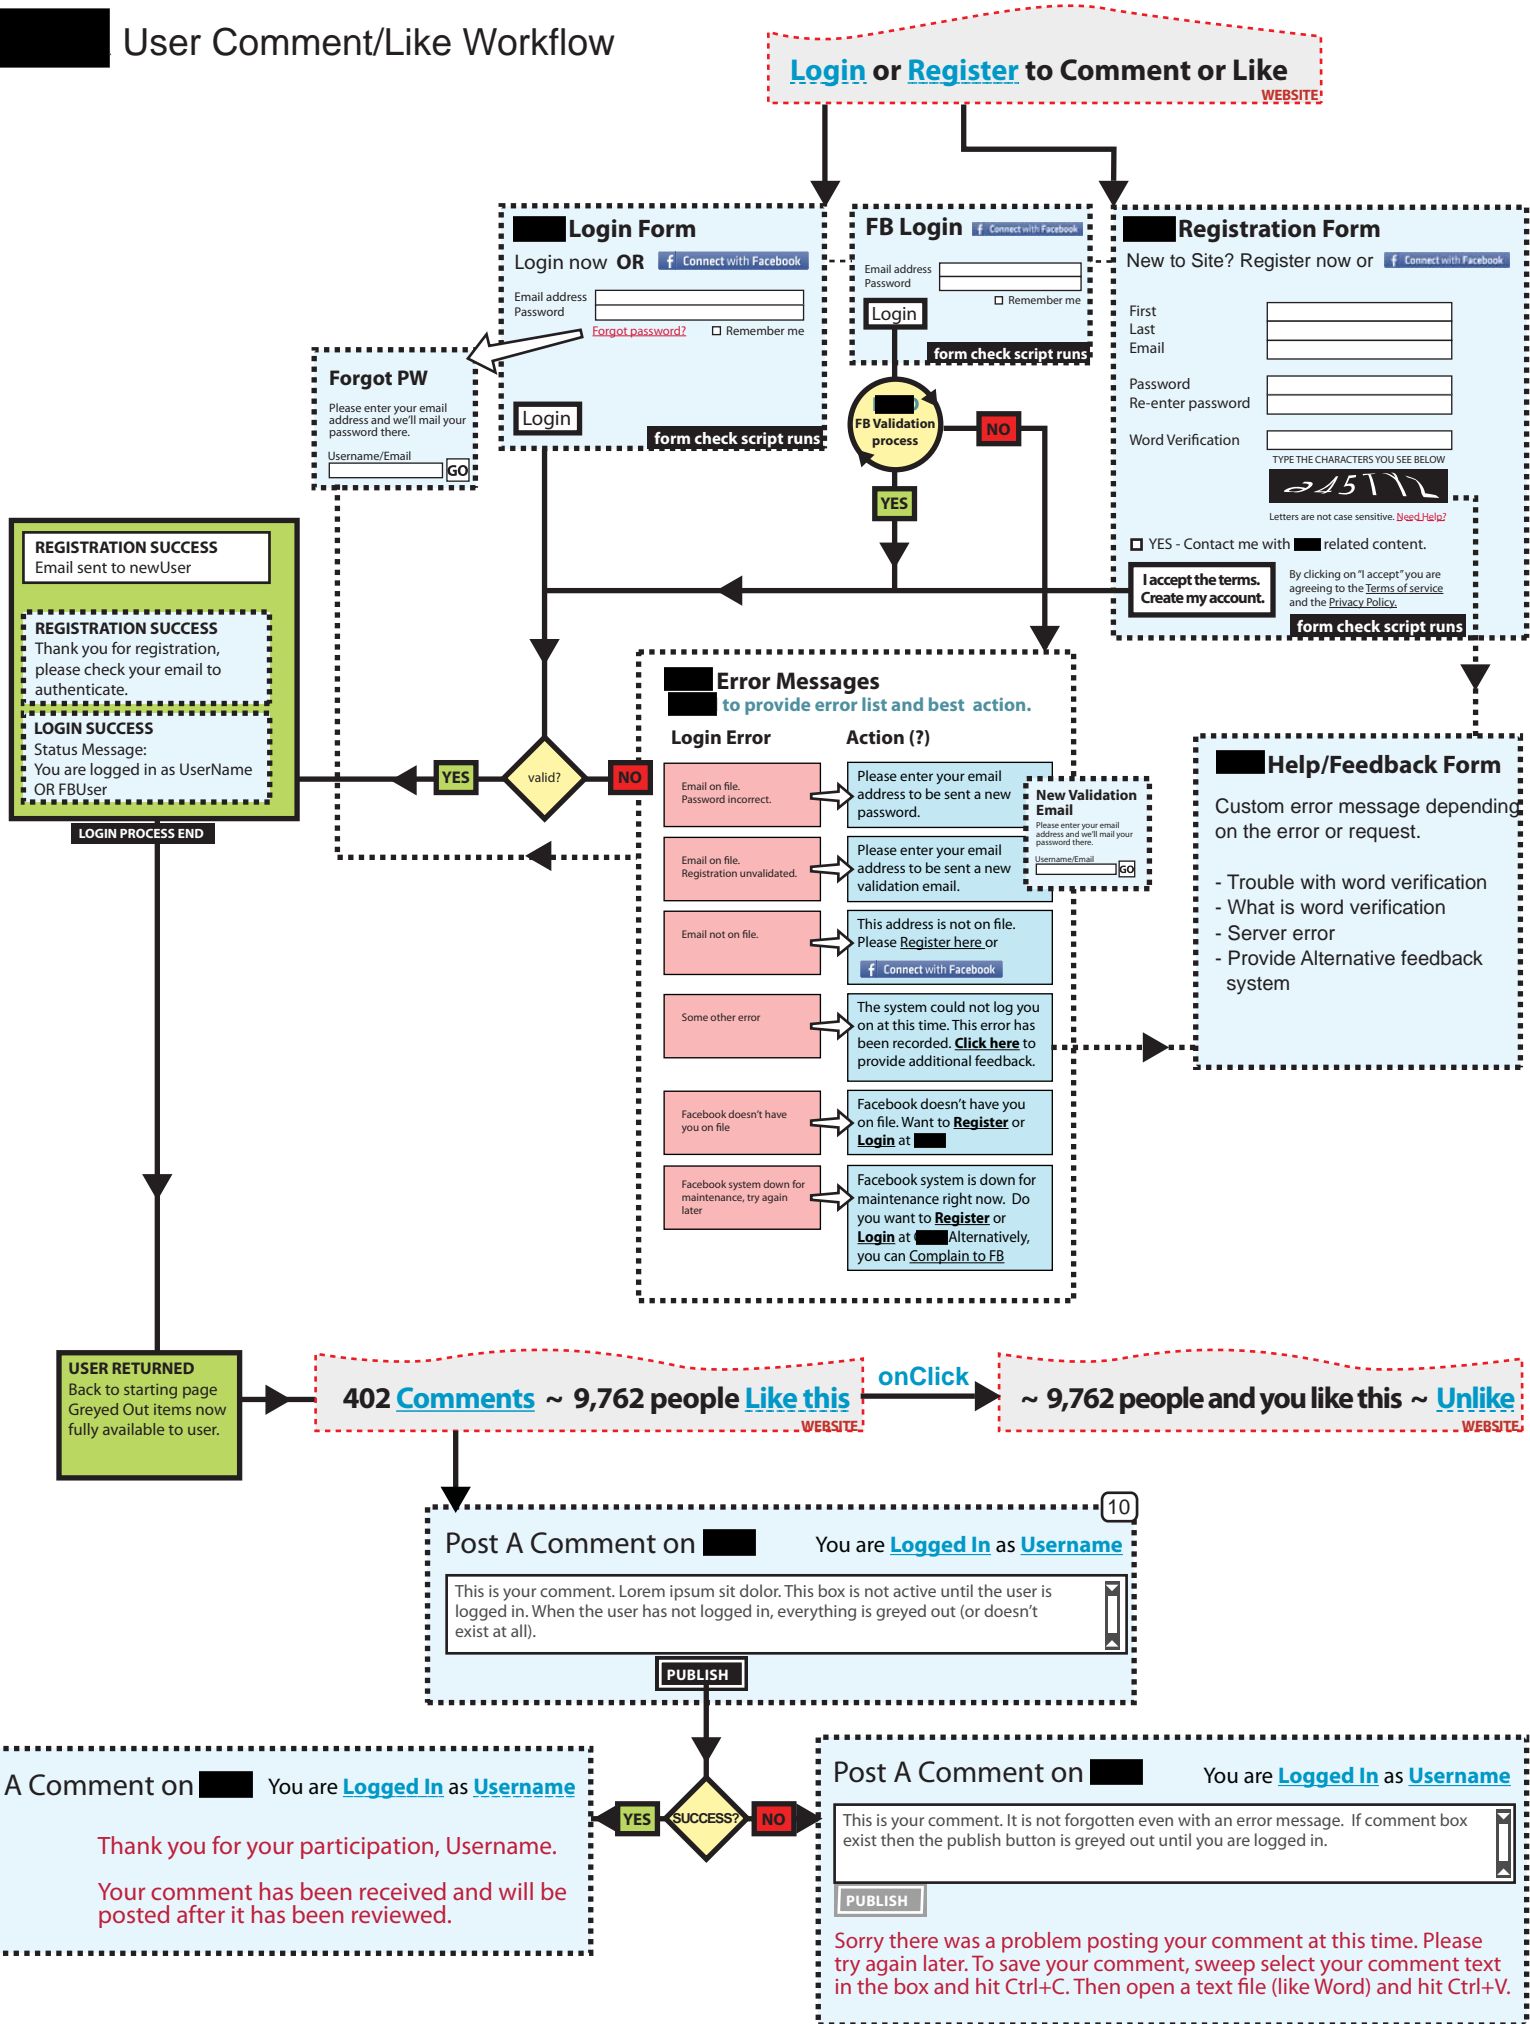 User Comment/Like Workflow
Login or Register to Comment or Like
WEBSITE
Login Form
Login now OR
f Connect with Facebook
Email address
Password
Forgot password?
Remember me
Login
form check script runs
FB Login
f Connect with Facebook
Email address
Password
Remember me
Login
form check script runs
Registration Form
New to Site? Register now or
f Connect with Facebook
First
Last
Email
Password
Re-enter password
Word Verification
TYPE THE CHARACTERS YOU SEE BELOW
Letters are not case sensitive. Need Help?
YES - Contact me with
related content.
I accept the terms.
Create my account.
By clicking on "I accept" you are
agreeing to the Terms of service
and the Privacy Policy.
form check script runs
Forgot PW
Please enter your email
address and we'll mail your
password there.
Username/Email
GO
FB Validation
process
NO
YES
REGISTRATION SUCCESS
Email sent to newUser
REGISTRATION SUCCESS
Thank you for registration,
please check your email to
authenticate.
LOGIN SUCCESS
Status Message:
You are logged in as UserName
OR FBUser
LOGIN PROCESS END
YES
valid?
NO
Error Messages
to provide error list and best action.
Login Error
Action (?)
Email on file.
Password incorrect.
Please enter your email
address to be sent a new
password.
Email on file.
Registration unvalidated.
Please enter your email
address to be sent a new
validation email.
New Validation
Email
Please enter your email
address and we'll mail your
password there.
Username/Email
GO
Email not on file.
This address is not on file.
Please Register here or
f Connect with Facebook
Some other error
The system could not log you
on at this time. This error has
been recorded. Click here to
provide additional feedback.
Facebook doesn't have
you on file
Facebook doesn't have you
on file. Want to Register or
Login at
Facebook system down for
maintenance, try again
later
Facebook system is down for
maintenance right now. Do
you want to Register or
Login at
Alternatively,
you can Complain to FB
Help/Feedback Form
Custom error message depending
on the error or request.
- Trouble with word verification
- What is word verification
- Server error
- Provide Alternative feedback
system
USER RETURNED
Back to starting page
Greyed Out items now
fully available to user.
402 Comments ~ 9,762 people Like this
WEBSITE
onClick
~ 9,762 people and you like this ~ Unlike
WEBSITE
10
Post A Comment on
You are Logged In as Username
This is your comment. Lorem ipsum sit dolor. This box is not active until the user is
logged in. When the user has not logged in, everything is greyed out (or doesn't
exist at all).
PUBLISH
YES
SUCCESS?
NO
A Comment on
You are Logged In as Username
Thank you for your participation, Username.
Your comment has been received and will be
posted after it has been reviewed.
Post A Comment on
You are Logged In as Username
This is your comment. It is not forgotten even with an error message. If comment box
exist then the publish button is greyed out until you are logged in.
PUBLISH
Sorry there was a problem posting your comment at this time. Please
try again later. To save your comment, sweep select your comment text
in the box and hit Ctrl+C. Then open a text file (like Word) and hit Ctrl+V.